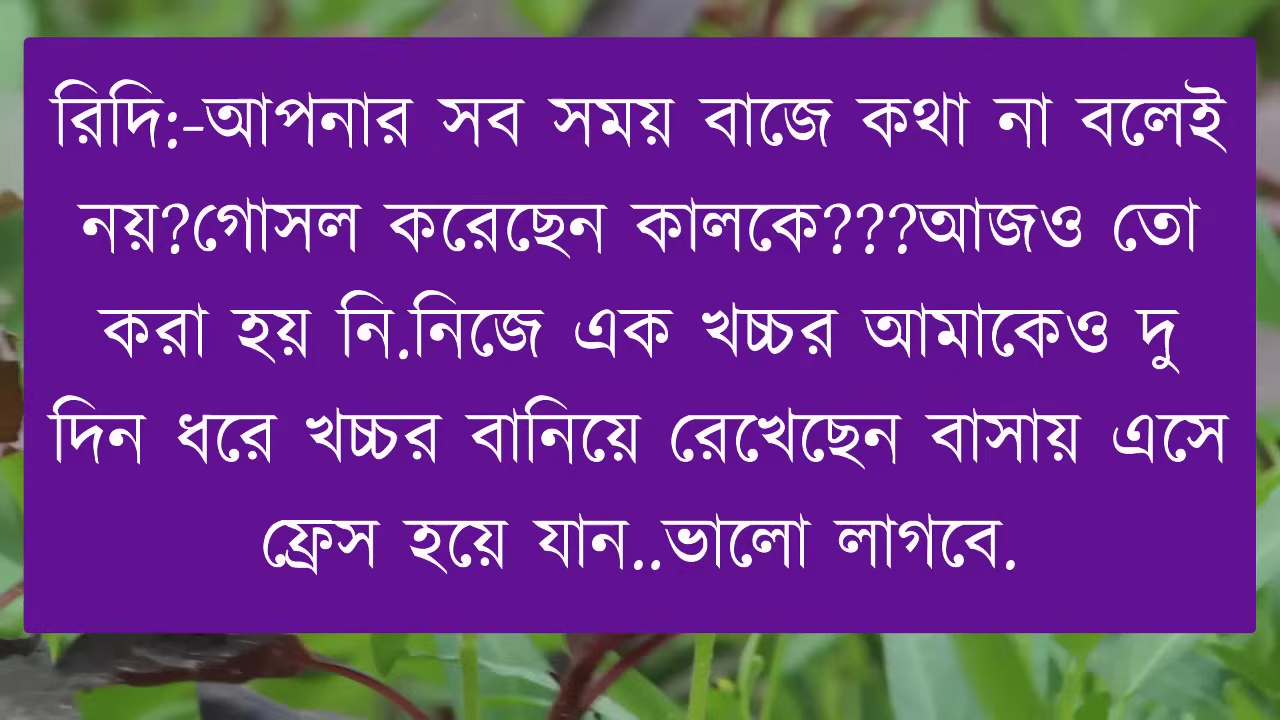 রিদি:-আপনার সব সময় বাজে কথা না বলেই
নয়?গোসল করেছেন কালকে???আজও তো
করা হয় নি.নিজে এক খচ্চর আমাকেও দু
দিন ধরে খচ্চর বানিয়ে রেখেছেন বাসায় এসে
ফ্রেস হয়ে যান..ভালো লাগবে.